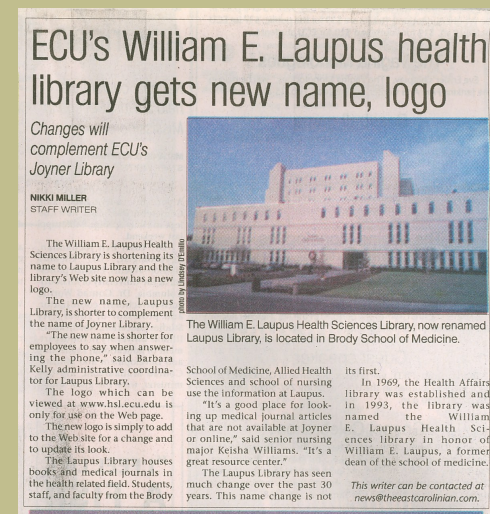 ECU's William E. Laupus health
library gets new name, logo
Changes will
complement ECU's
Joyner Library
NIKKI MILLER
STAFF WRITER
The William E. Laupus Health
Sciences Library is shortening its
name to Laupus Library and the
library's Web site now has a new
logo.
The new name, Laupus
Library, is shorter to complement
the name of Joyner Library.
"The new name is shorter for
employees to say when answer-
ing the phone," said Barbara
Kelly administrative coordina-
tor for Laupus Library.
The logo which can be
viewed at www.hsl.ecu.edu is
only for use on the Web page.
The new logo is simply to add
to the Web site for a change and
to update its look.
The Laupus Library houses
books and medical journals in
the health related field. Students,
staff, and faculty from the Brody
photo by Lindsey D'Emilio
The William E. Laupus Health Sciences Library, now renamed
Laupus Library, is located in Brody School of Medicine.
School of Medicine, Allied Health
Sciences and school of nursing
use the information at Laupus.
"It's a good place for look-
ing up medical journal articles
that are not available at Joyner
or online," said senior nursing
major Keisha Williams. "It's a
great resource center."
The Laupus Library has seen
much change over the past 30
years. This name change is not
its first.
In 1969, the Health Affairs
library was established and
in 1993, the library was
named the William
E. Laupus Health Sci-
ences library in honor of
William E. Laupus, a former
dean of the school of medicine.
This writer can be contacted at
news@theeastcarolinian.com.